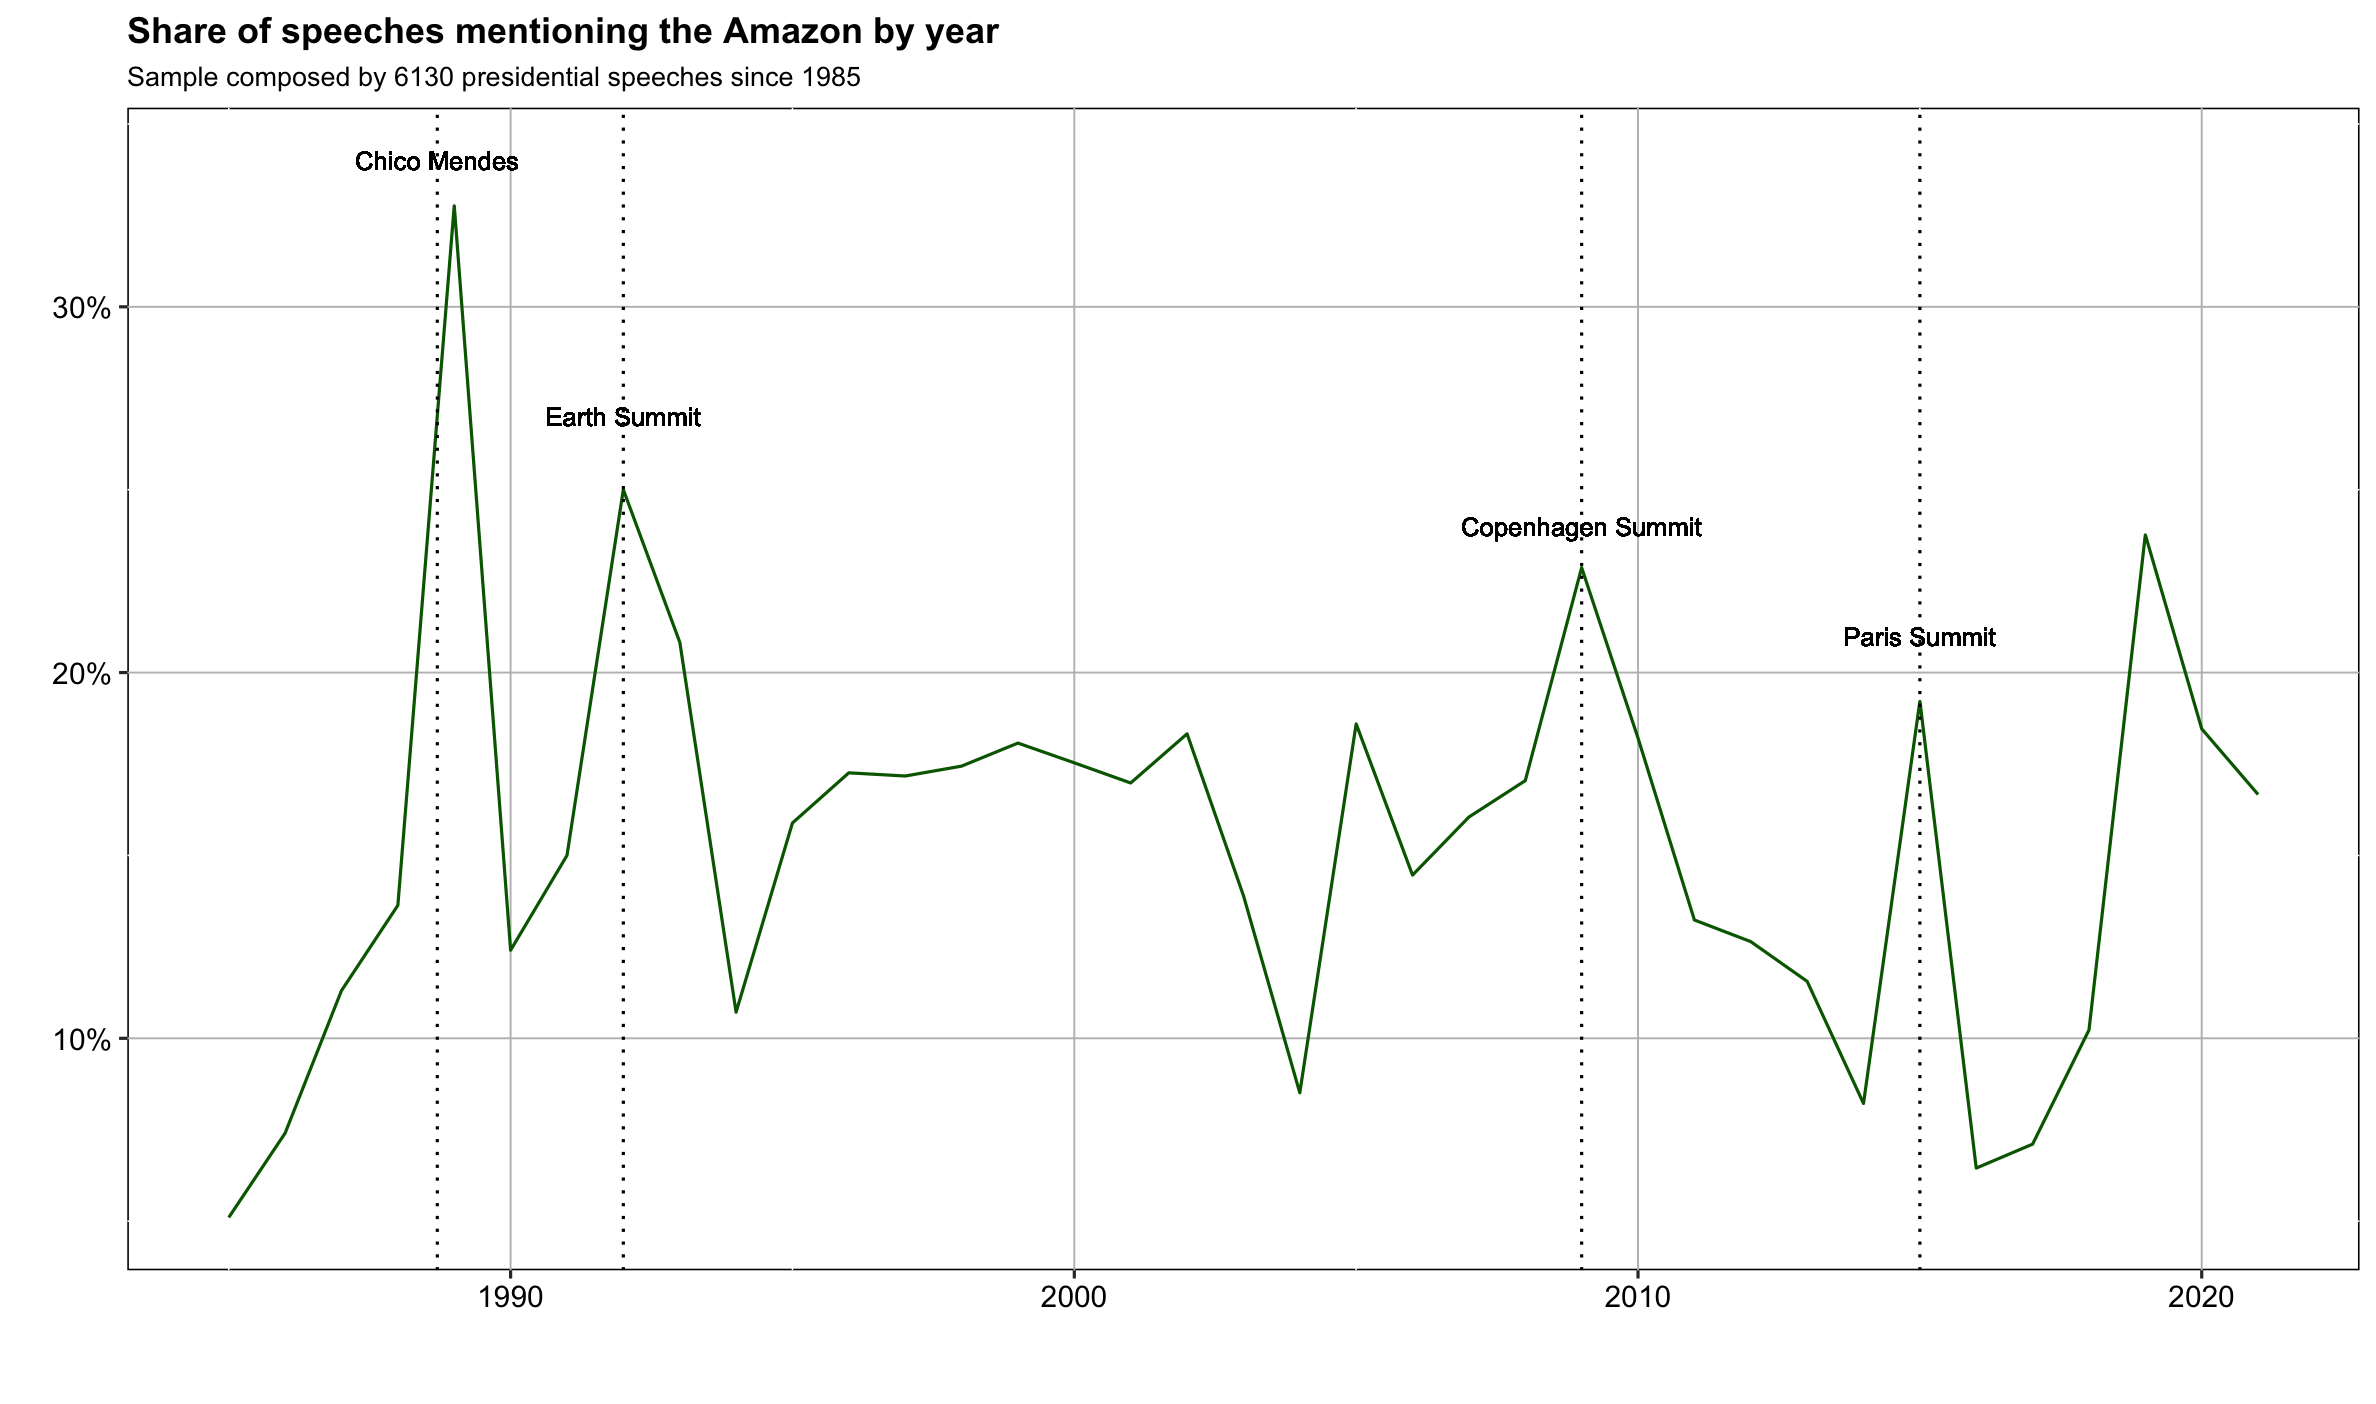 Share of speeches mentioning the Amazon by year
Sample composed by 6130 presidential speeches since 1985
Chico Mendes
30%
Earth Summit
Copenhagen Summit
Paris Summit
20%
10%
1990 2000 2010 2020